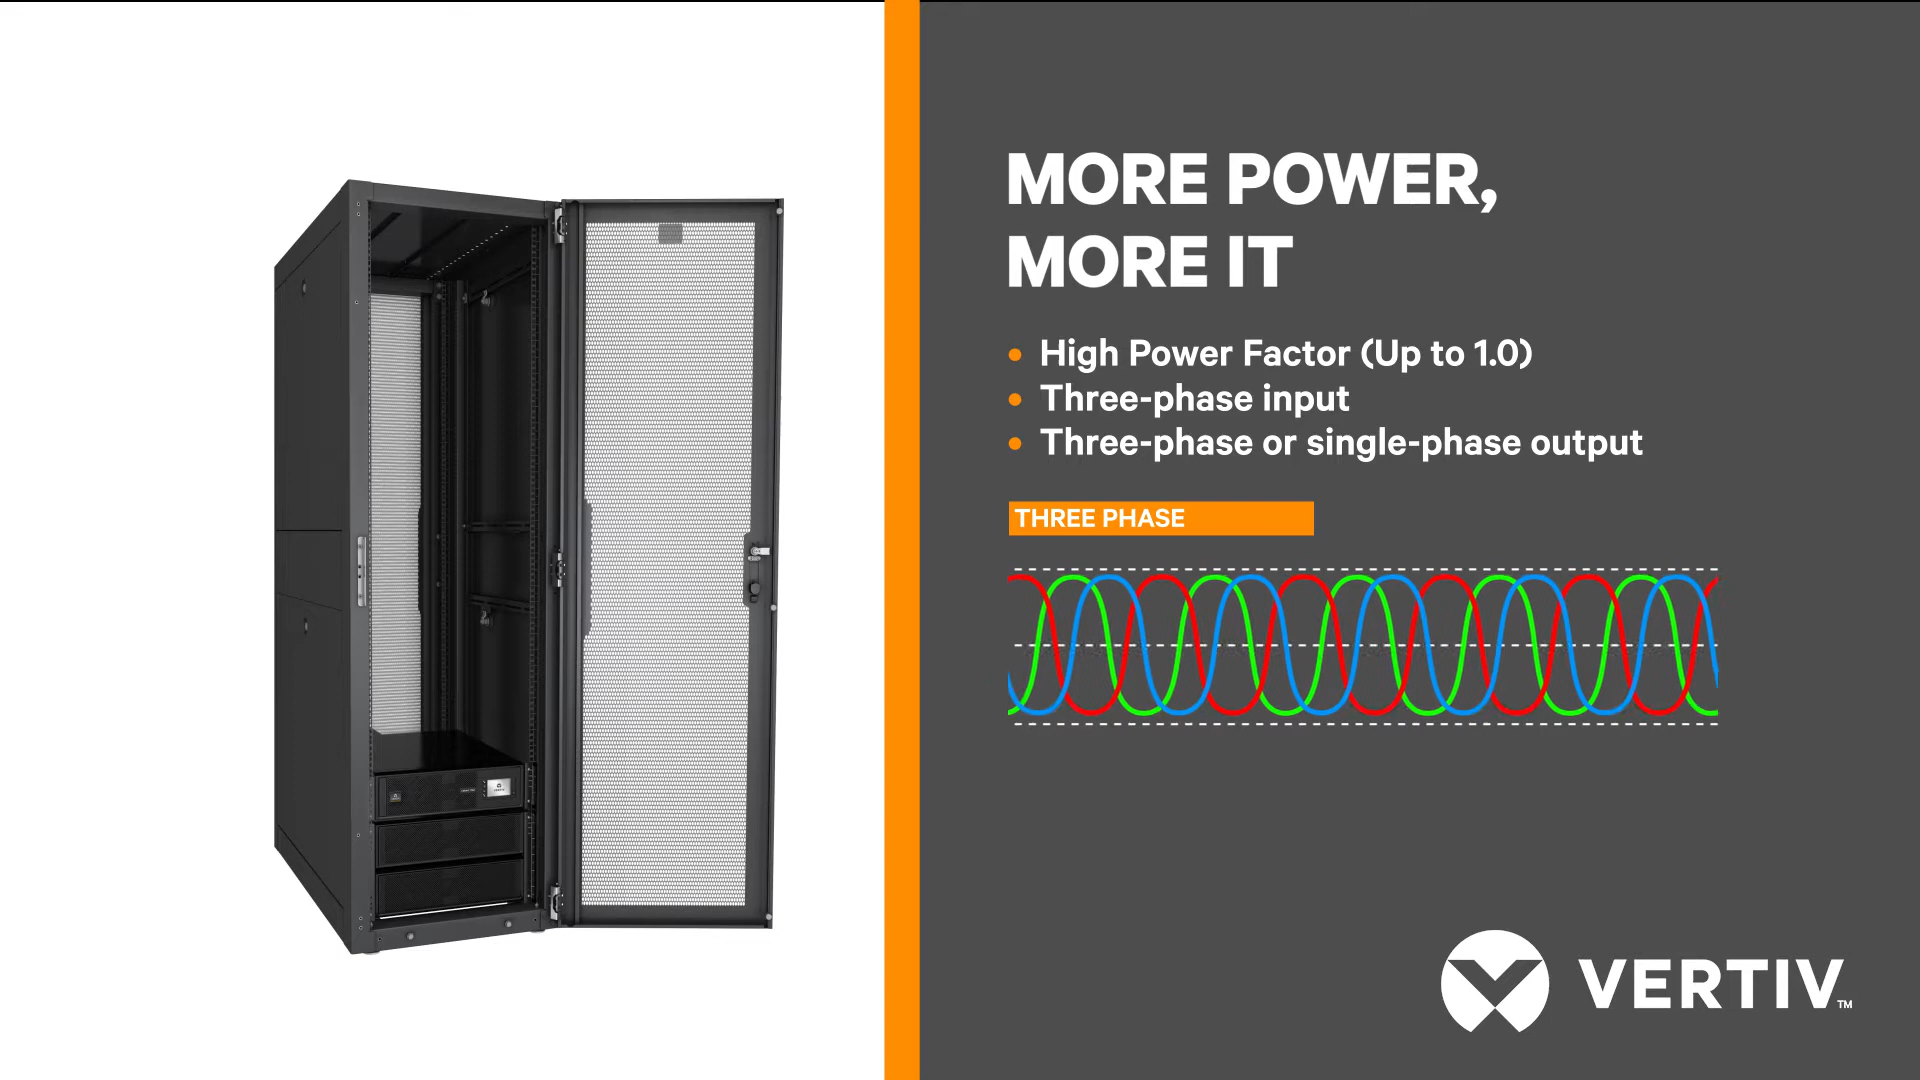 MORE POWER,
MORE IT
• High Power Factor (Up to 1.0)
• Three-phase input
• Three-phase or single-phase output
THREE PHASE
VERTIV™